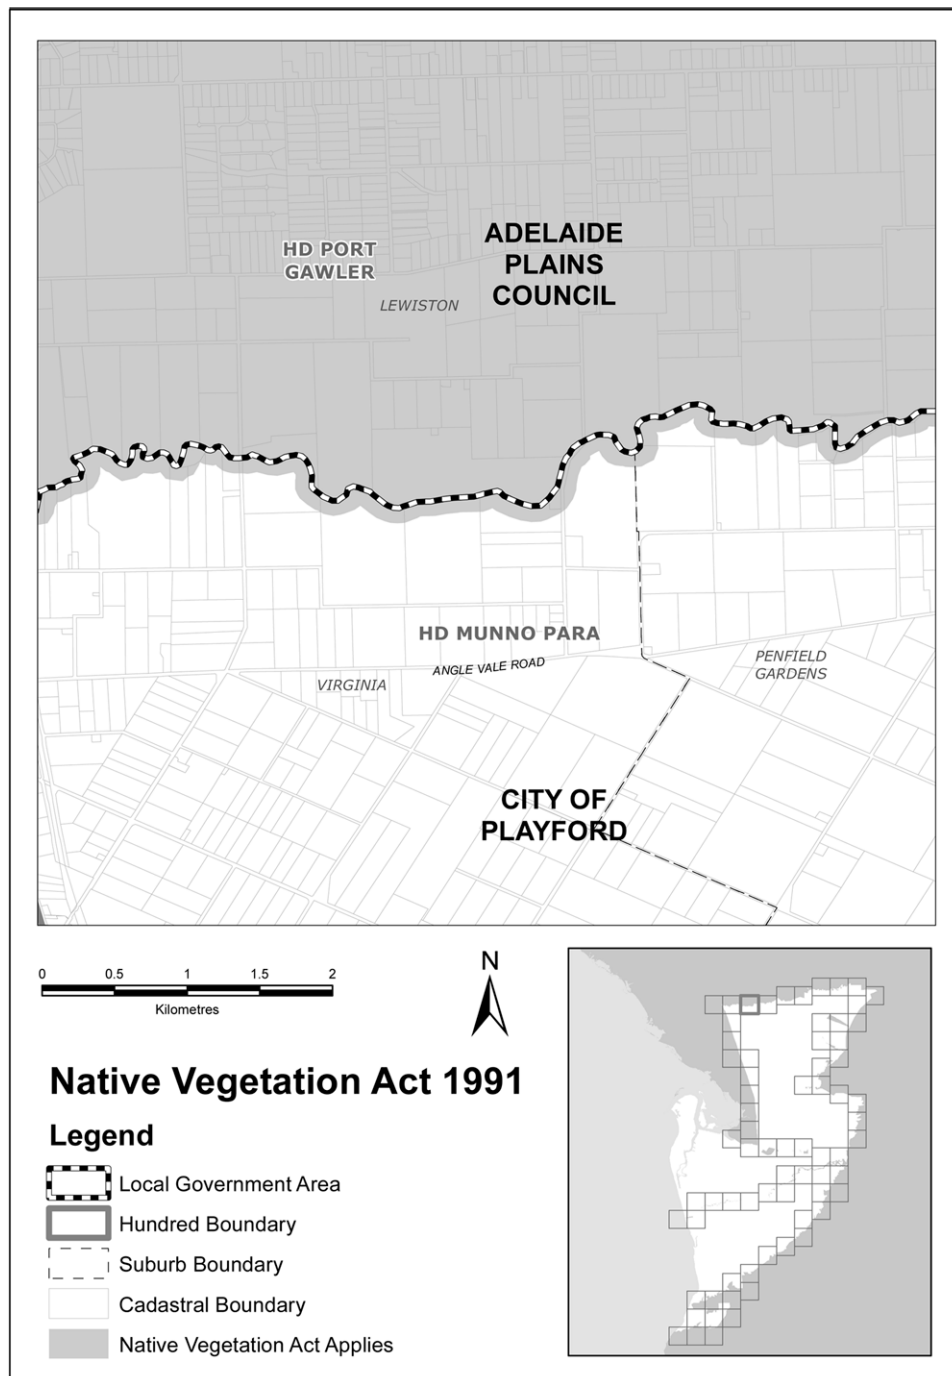 ADELAIDE
PLAINS
COUNCIL
HD PORT
GAWLER
LEWISTON
HD MUNNO PARA
ANGLE VALE ROAD
PENFIELD
GARDENS
VIRGINIA
CITY OF
PLAYFORD
0 0.5 1 1.5 2
Kilometres
N
Native Vegetation Act 1991
Legend
Local Government Area
Hundred Boundary
Suburb Boundary
Cadastral Boundary
Native Vegetation Act Applies